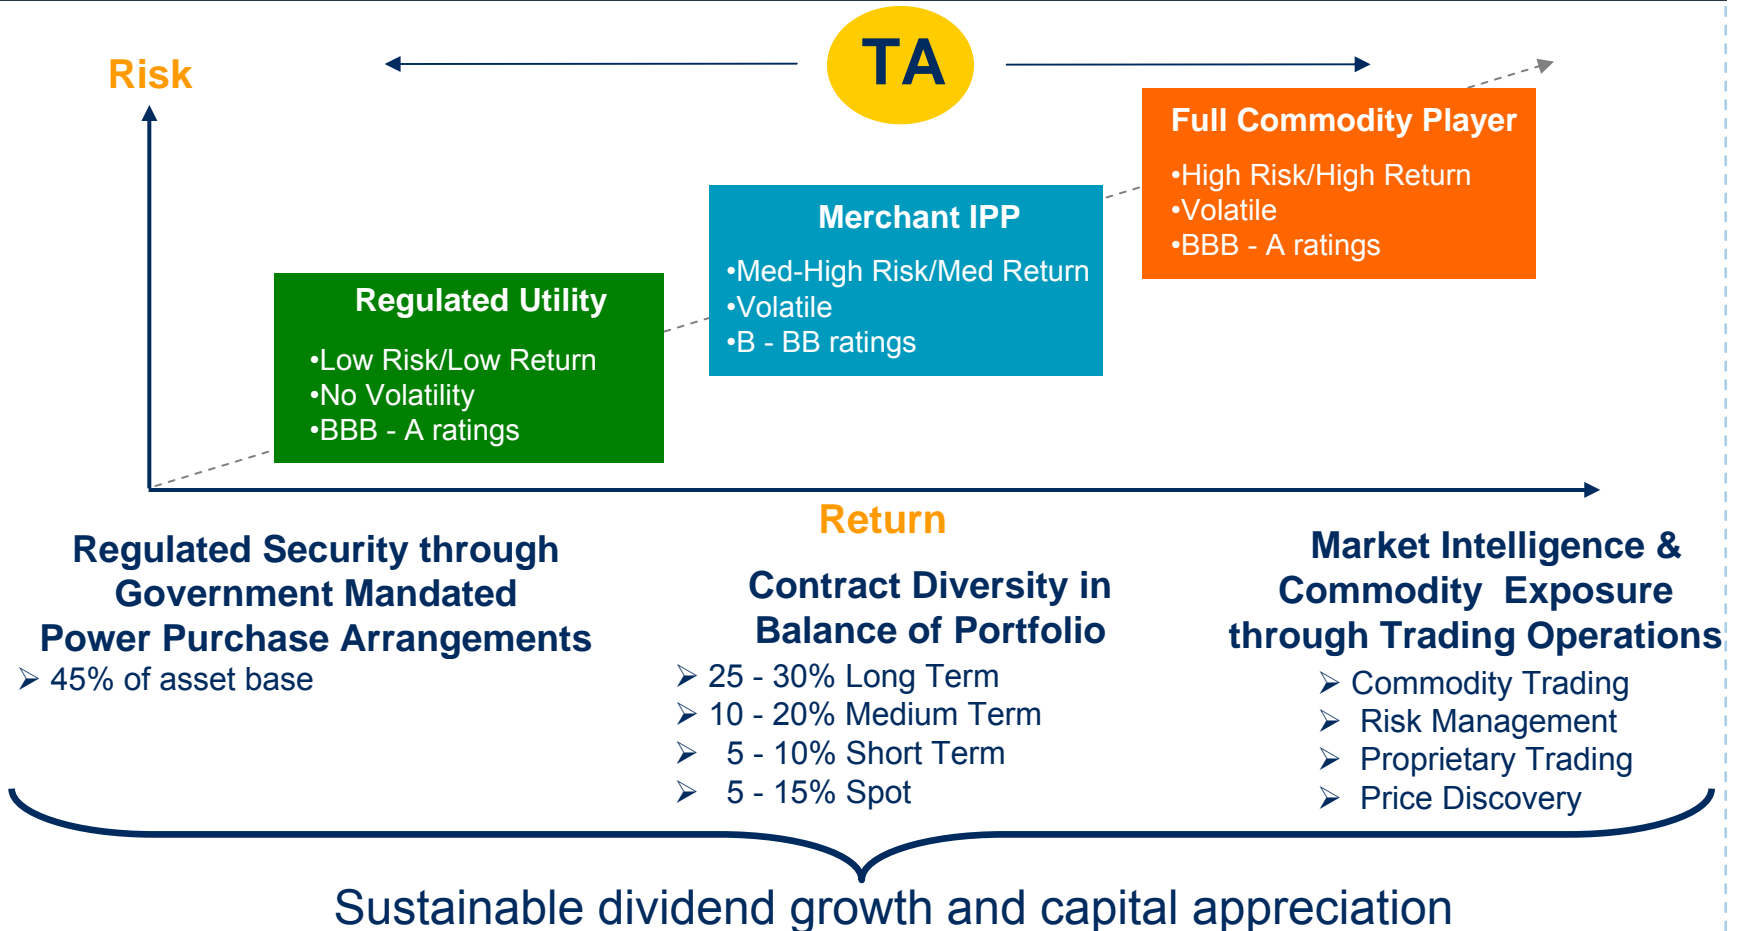 TA
Risk
Full Commodity Player
•High Risk/High Return
•Volatile
•BBB - A ratings
Merchant IPP
•Med-High Risk/Med Return
•Volatile
•B - BB ratings
Regulated Utility
•Low Risk/Low Return
•No Volatility
•BBB - A ratings
Return
Regulated Security through
Government Mandated
Power Purchase Arrangements
➢ 45% of asset base
Contract Diversity in
Balance of Portfolio
➢ 25 - 30% Long Term
➢ 10 - 20% Medium Term
➢ 5 - 10% Short Term
➢ 5 - 15% Spot
Market Intelligence &
Commodity Exposure
through Trading Operations
➢ Commodity Trading
➢ Risk Management
➢ Proprietary Trading
➢ Price Discovery
Sustainable dividend growth and capital appreciation